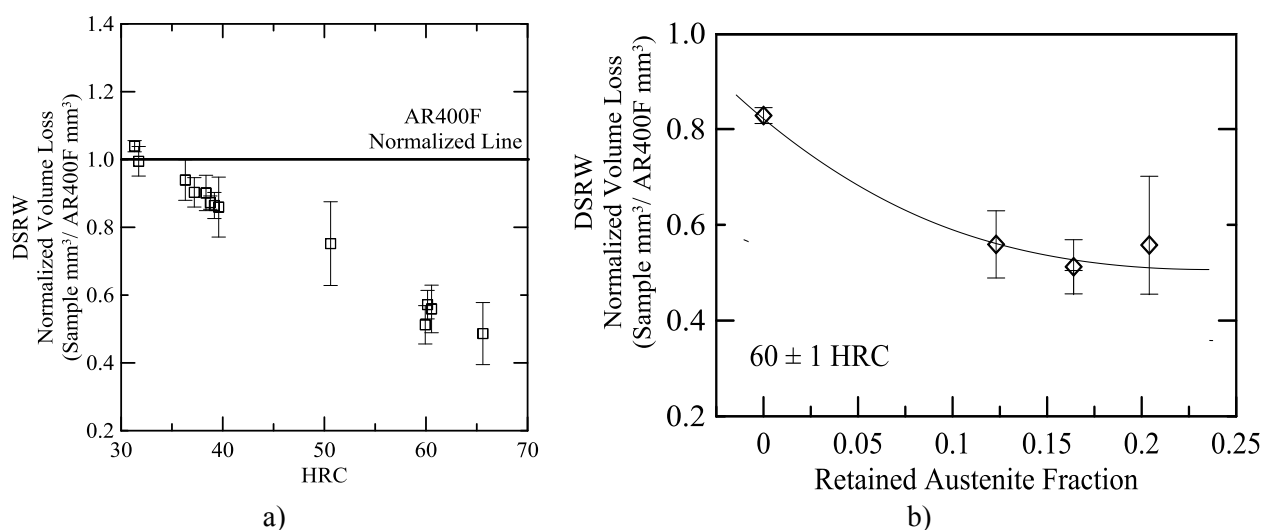 1.4
1.2
1.0
0.8
0.6
0.4
0.2
30
40
50
60
70
HRC
DSRW
Normalized Volume Loss
(Sample mm³/ AR400F mm³)
AR400F
Normalized Line
a)
1.0
0.8
0.6
0.4
0.2
0
0.05
0.1
0.15
0.2
0.25
Retained Austenite Fraction
DSRW
Normalized Volume Loss
(Sample mm³/ AR400F mm³)
60 ± 1 HRC
b)